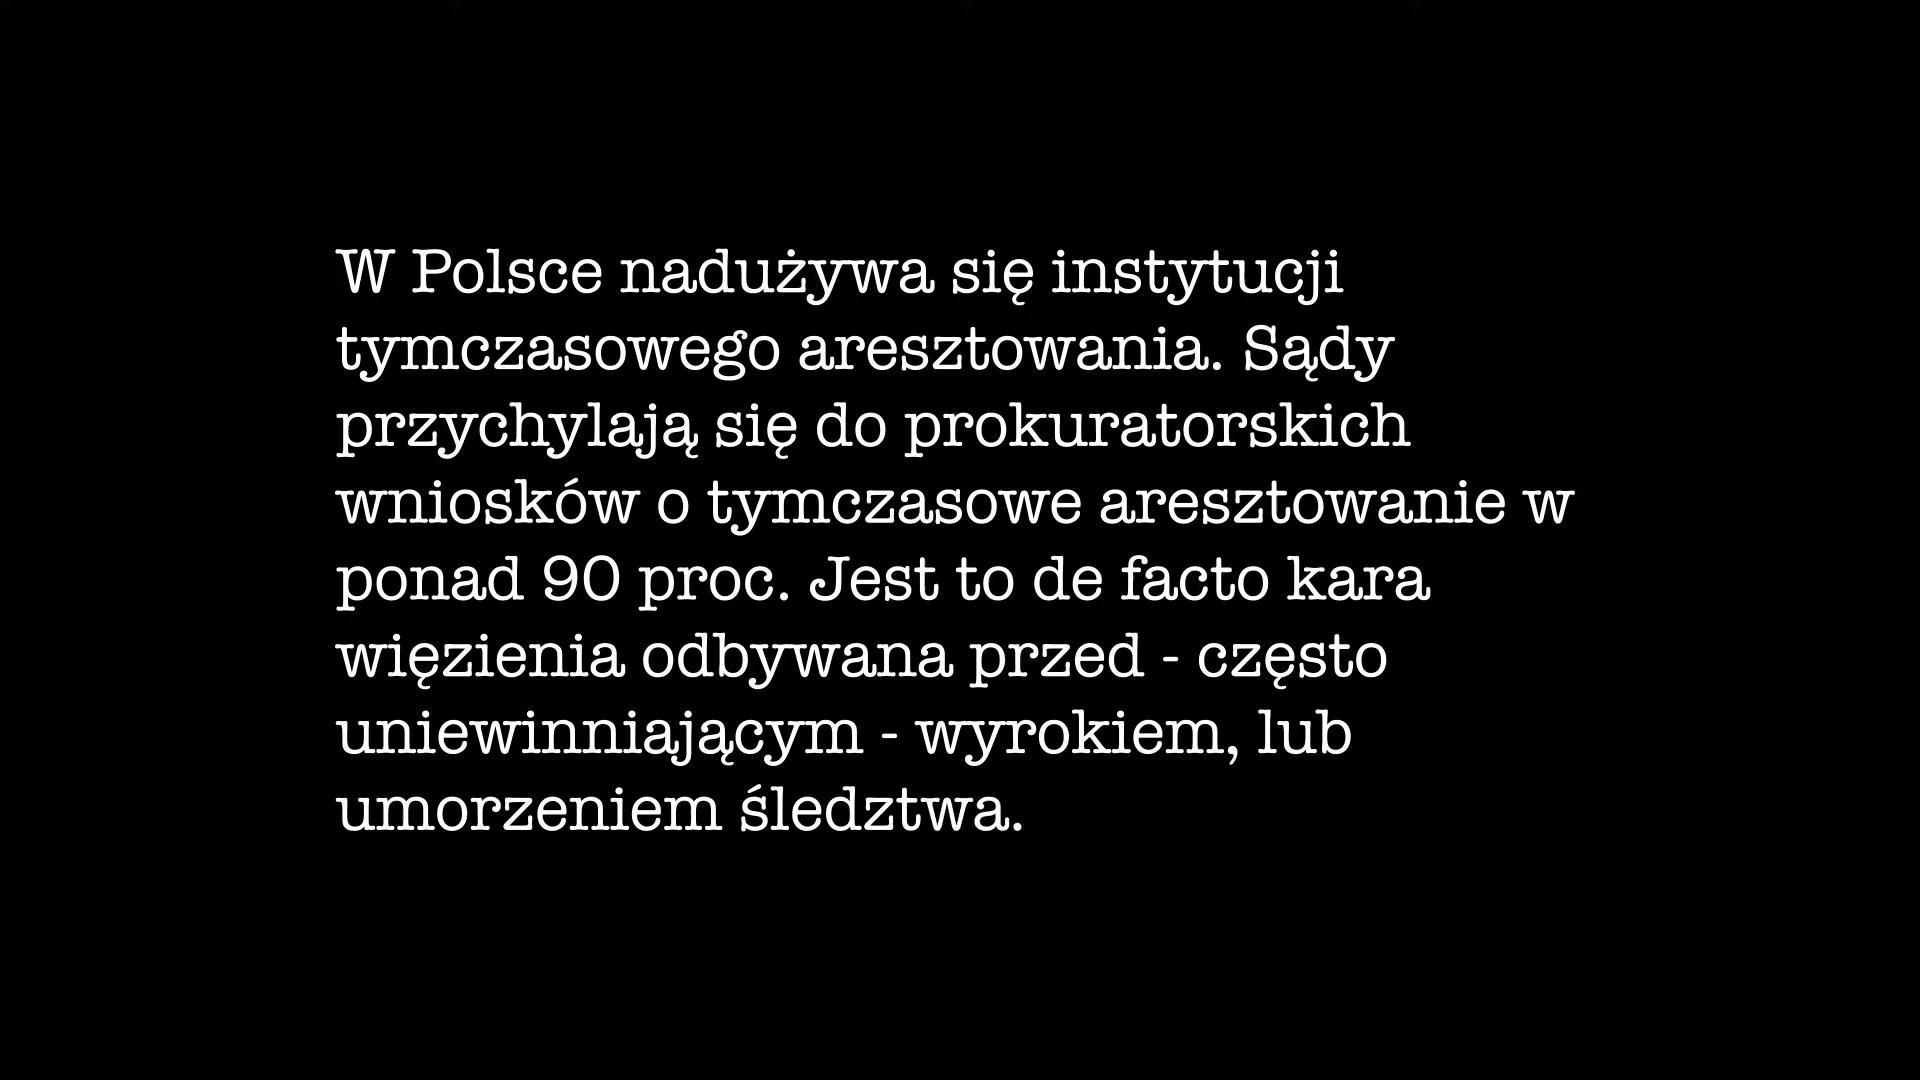 W Polsce nadużywa się instytucji
tymczasowego aresztowania. Sądy
przychylają się do prokuratorskich
wniosków o tymczasowe aresztowanie w
ponad 90 proc. Jest to de facto kara
więzienia odbywana przed - często
uniewinniającym - wyrokiem, lub
umorzeniem śledztwa.